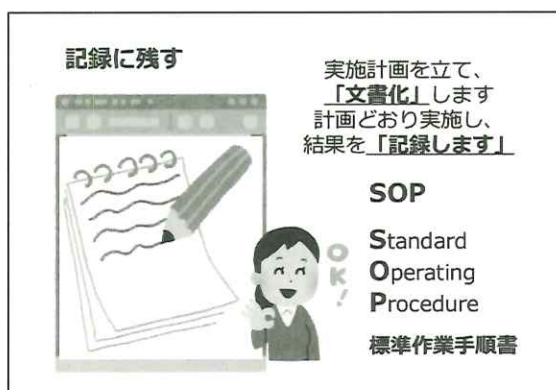 記録に残す
実施計画を立て、
「文書化」します
計画どおり実施し、
結果を「記録します」
SOP
Standard
Operating
Procedure
標準作業手順書
OK!